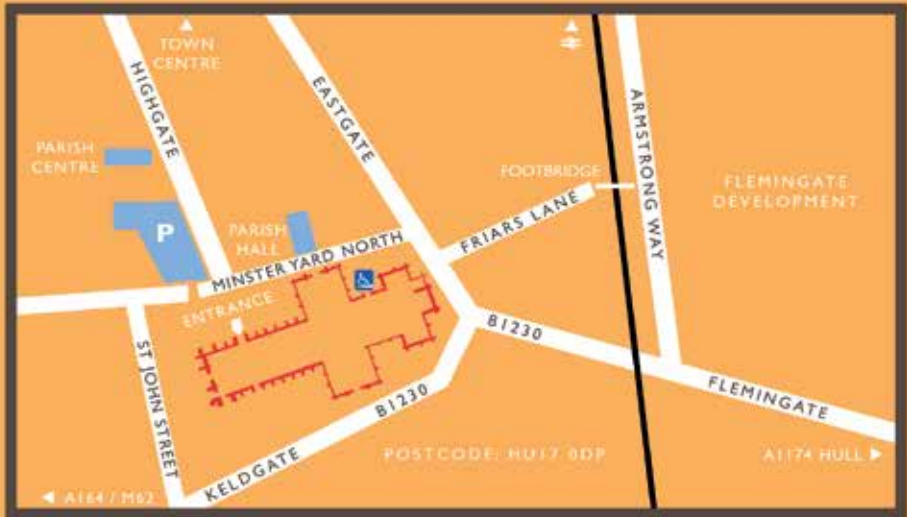 TOWN
CENTRE
HIGHGATE
EASTGATE
ARMSTRONG WAY
PARISH
CENTRE
FOOTBRIDGE
FLEMINGATE
DEVELOPMENT
P
PARISH
HALL
FRIARS LANE
MINSTER YARD NORTH
ENTRANCE
ST JOHN STREET
B1230
B1230
FLEMINGATE
KELDGATE
POSTCODE: HU17 0DP
A1174 HULL ▶
◀ A164 / M62